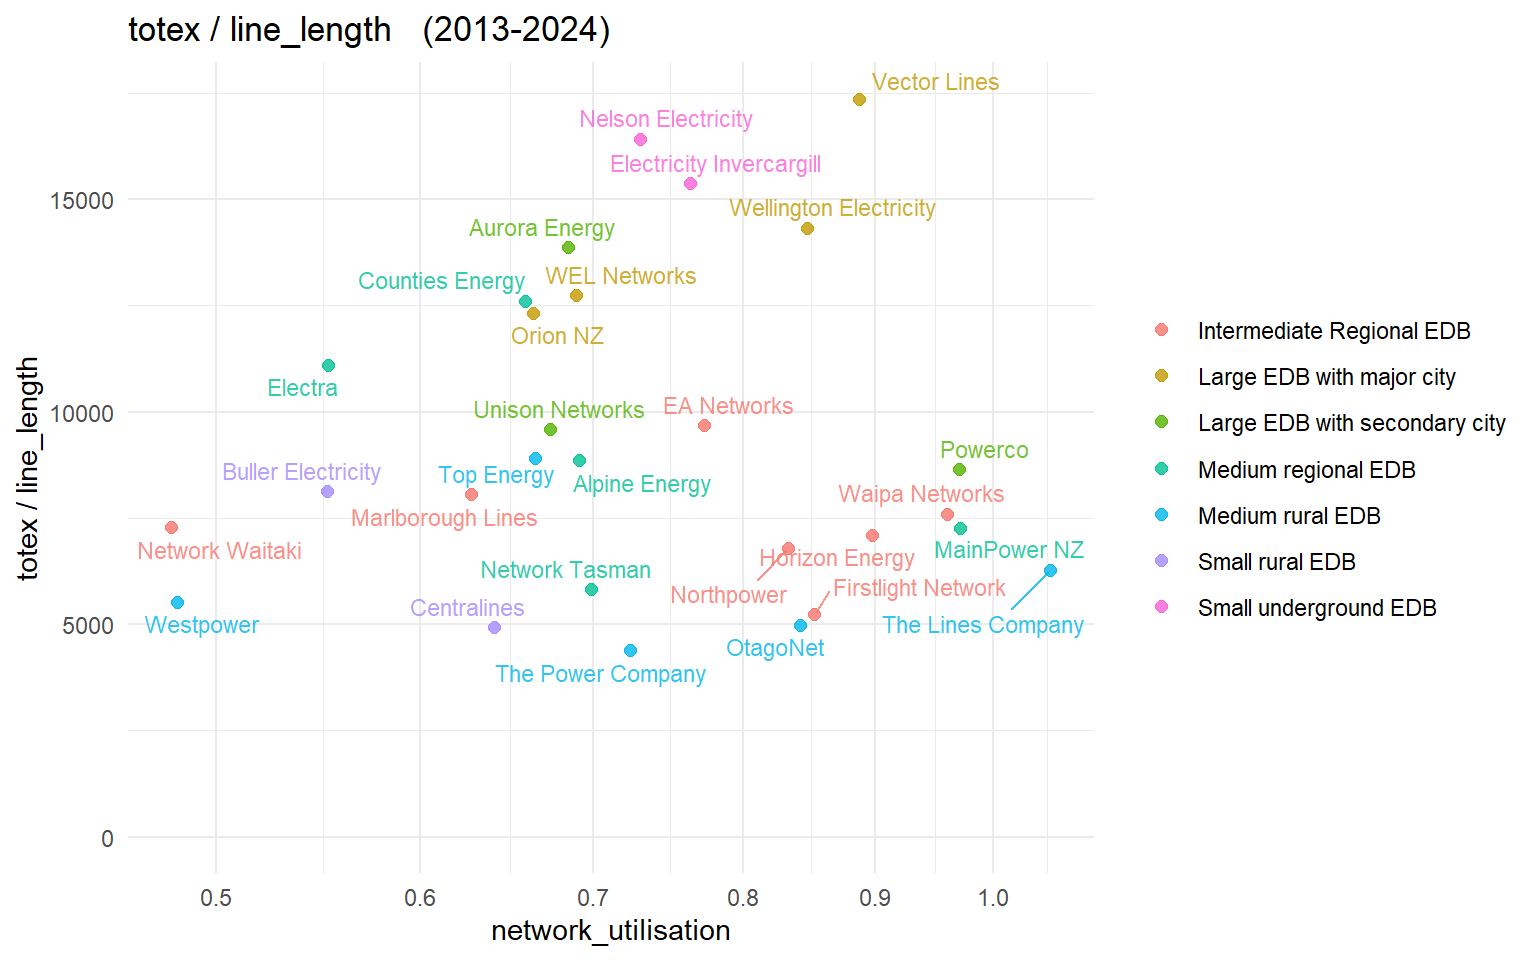 totex / line_length (2013-2024)
Vector Lines
Nelson Electricity
Electricity Invercargill
Wellington Electricity
Aurora Energy
WEL Networks
Counties Energy
Orion NZ
Electra
EA Networks
Unison Networks
Powerco
Buller Electricity
Top Energy
Alpine Energy
Waipa Networks
Marlborough Lines
Network Waitaki
MainPower NZ
Horizon Energy
Network Tasman
Firstlight Network
Northpower
Centralines
Westpower
The Lines Company
OtagoNet
The Power Company
15000
10000
5000
0
totex / line_length
0.5 0.6 0.7 0.8 0.9 1.0
network_utilisation
Intermediate Regional EDB
Large EDB with major city
Large EDB with secondary city
Medium regional EDB
Medium rural EDB
Small rural EDB
Small underground EDB